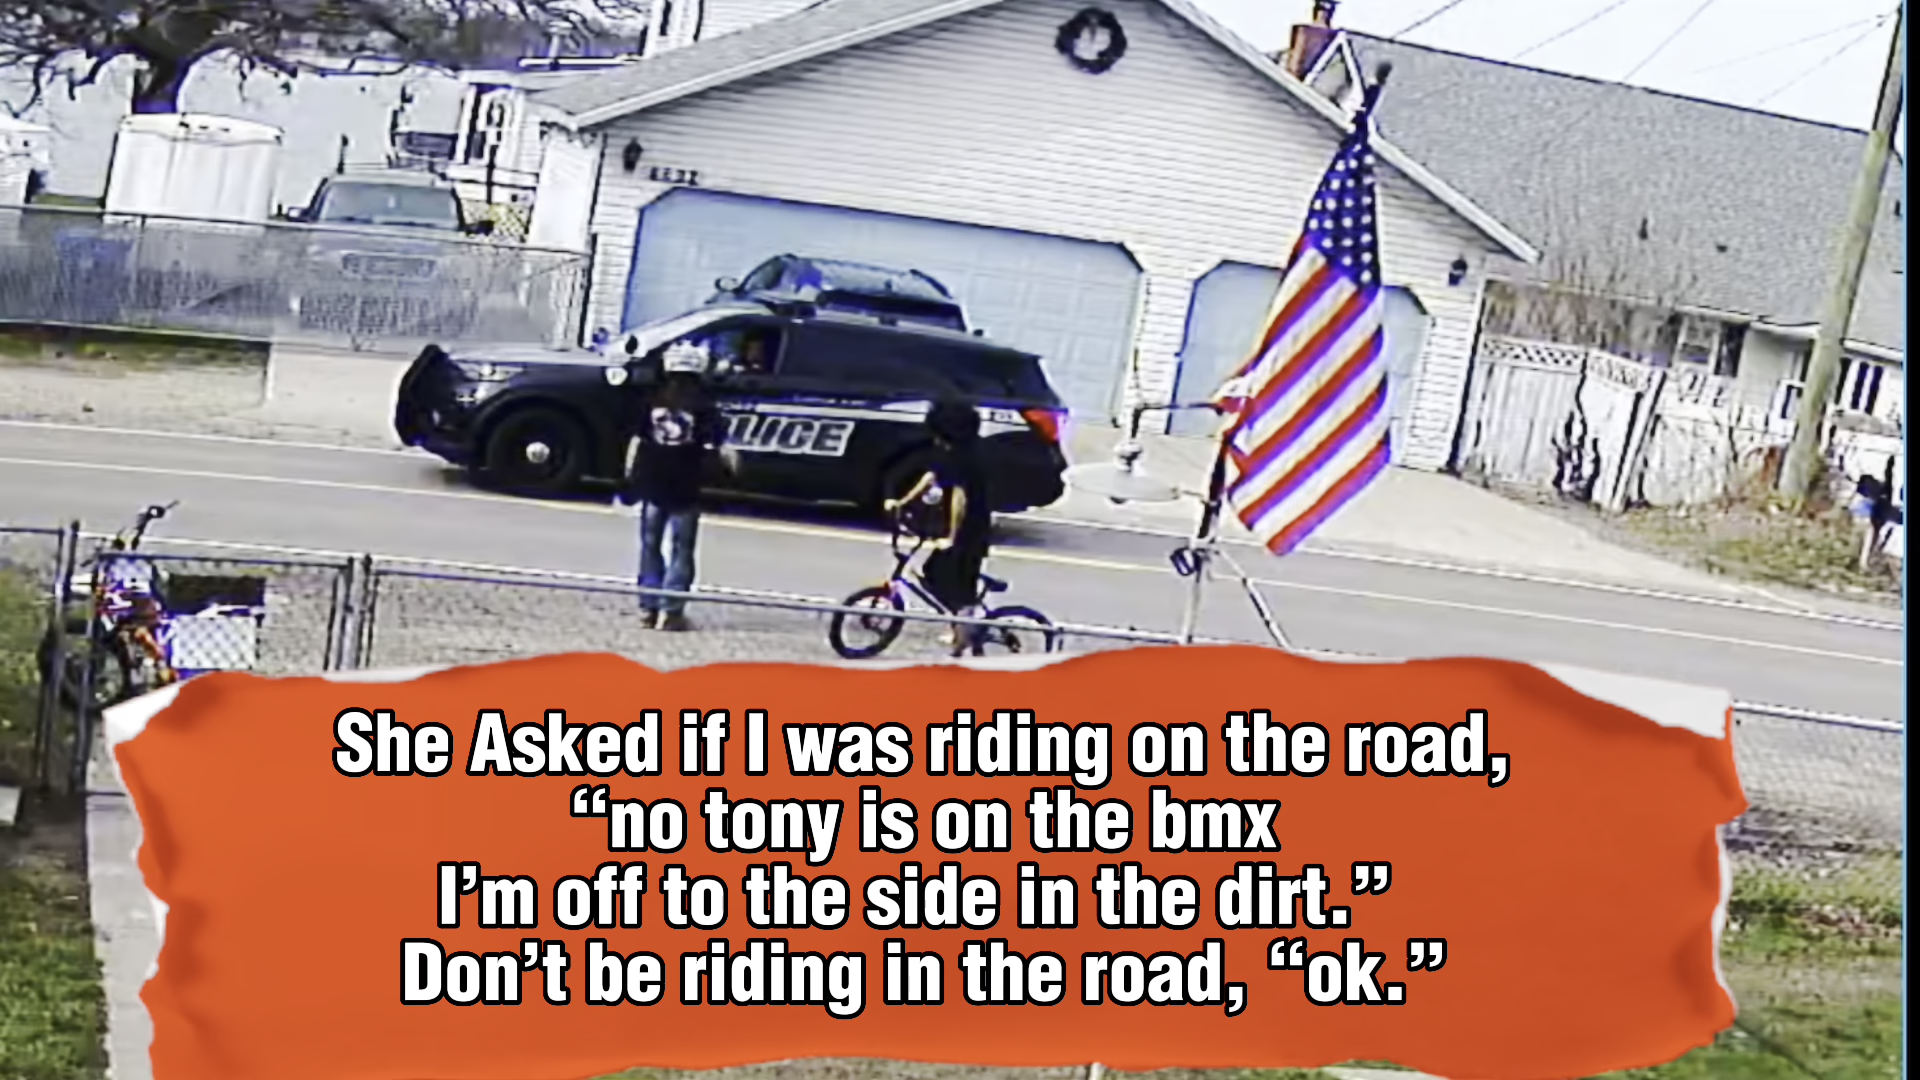 POLICE
She Asked if I was riding on the road,
“no tony is on the bmx
I’m off to the side in the dirt.”
Don’t be riding in the road, “ok.”